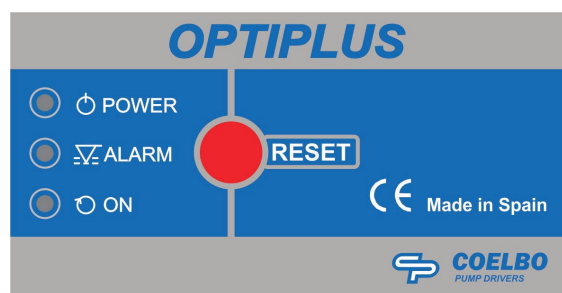 OPTIPLUS
POWER
ALARM
ON
RESET
CE Made in Spain
COELBO
PUMP DRIVERS